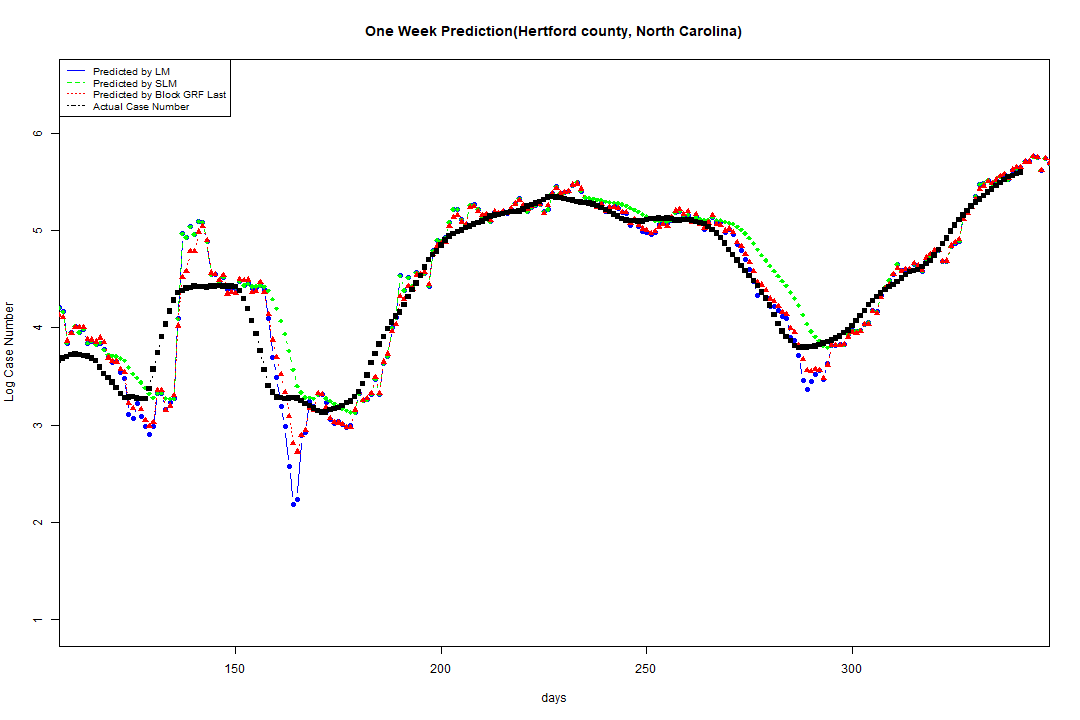 One Week Prediction(Hertford county, North Carolina)
Predicted by LM
Predicted by SLM
Predicted by Block GRF Last
Actual Case Number
Log Case Number
6
5
4
3
2
1
150 200 250 300
days